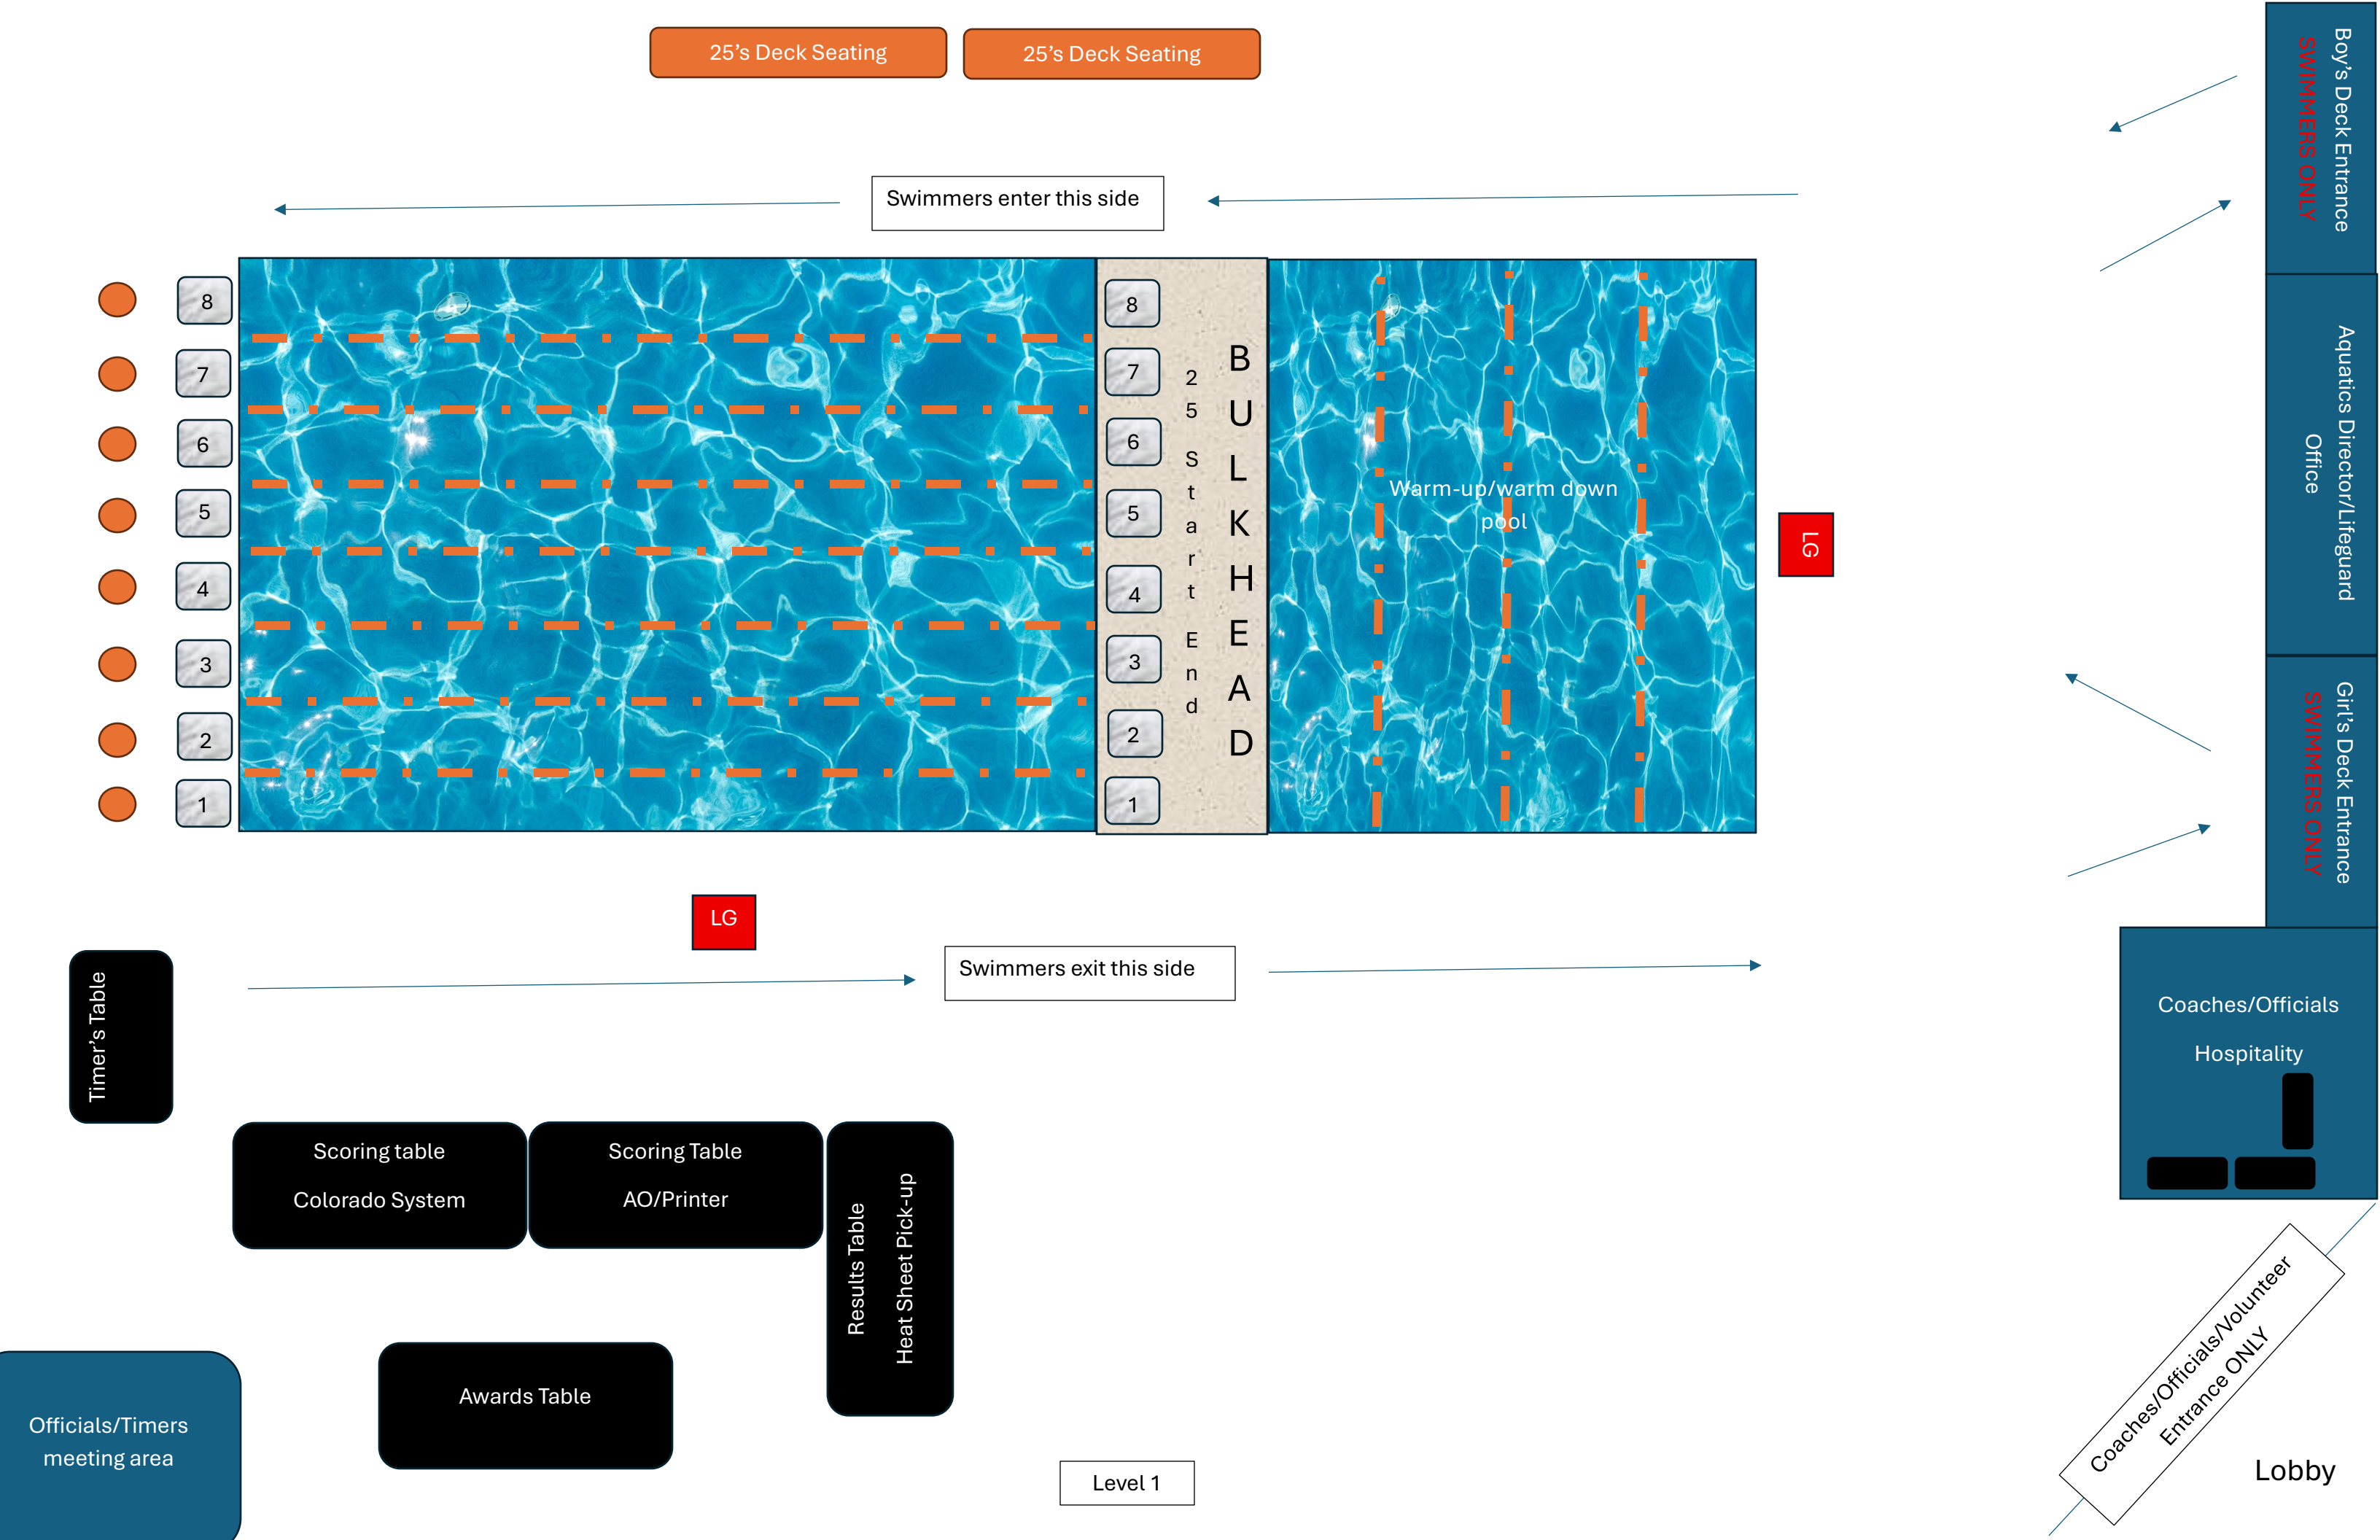 25’s Deck Seating
25’s Deck Seating
Boy’s Deck Entrance
SWIMMERS ONLY
Swimmers enter this side
8
7
6
5
4
3
2
1
8
7
6
5
4
3
2
1
25 Start End
BULKHEAD
Warm-up/warm down
pool
LG
Aquatics Director/Lifeguard
Office
Girl’s Deck Entrance
SWIMMERS ONLY
LG
Swimmers exit this side
Timer’s Table
Coaches/Officials
Hospitality
Scoring table
Colorado System
Scoring Table
AO/Printer
Results Table
Heat Sheet Pick-up
Awards Table
Officials/Timers
meeting area
Level 1
Coaches/Officials/Volunteer
Entrance ONLY
Lobby